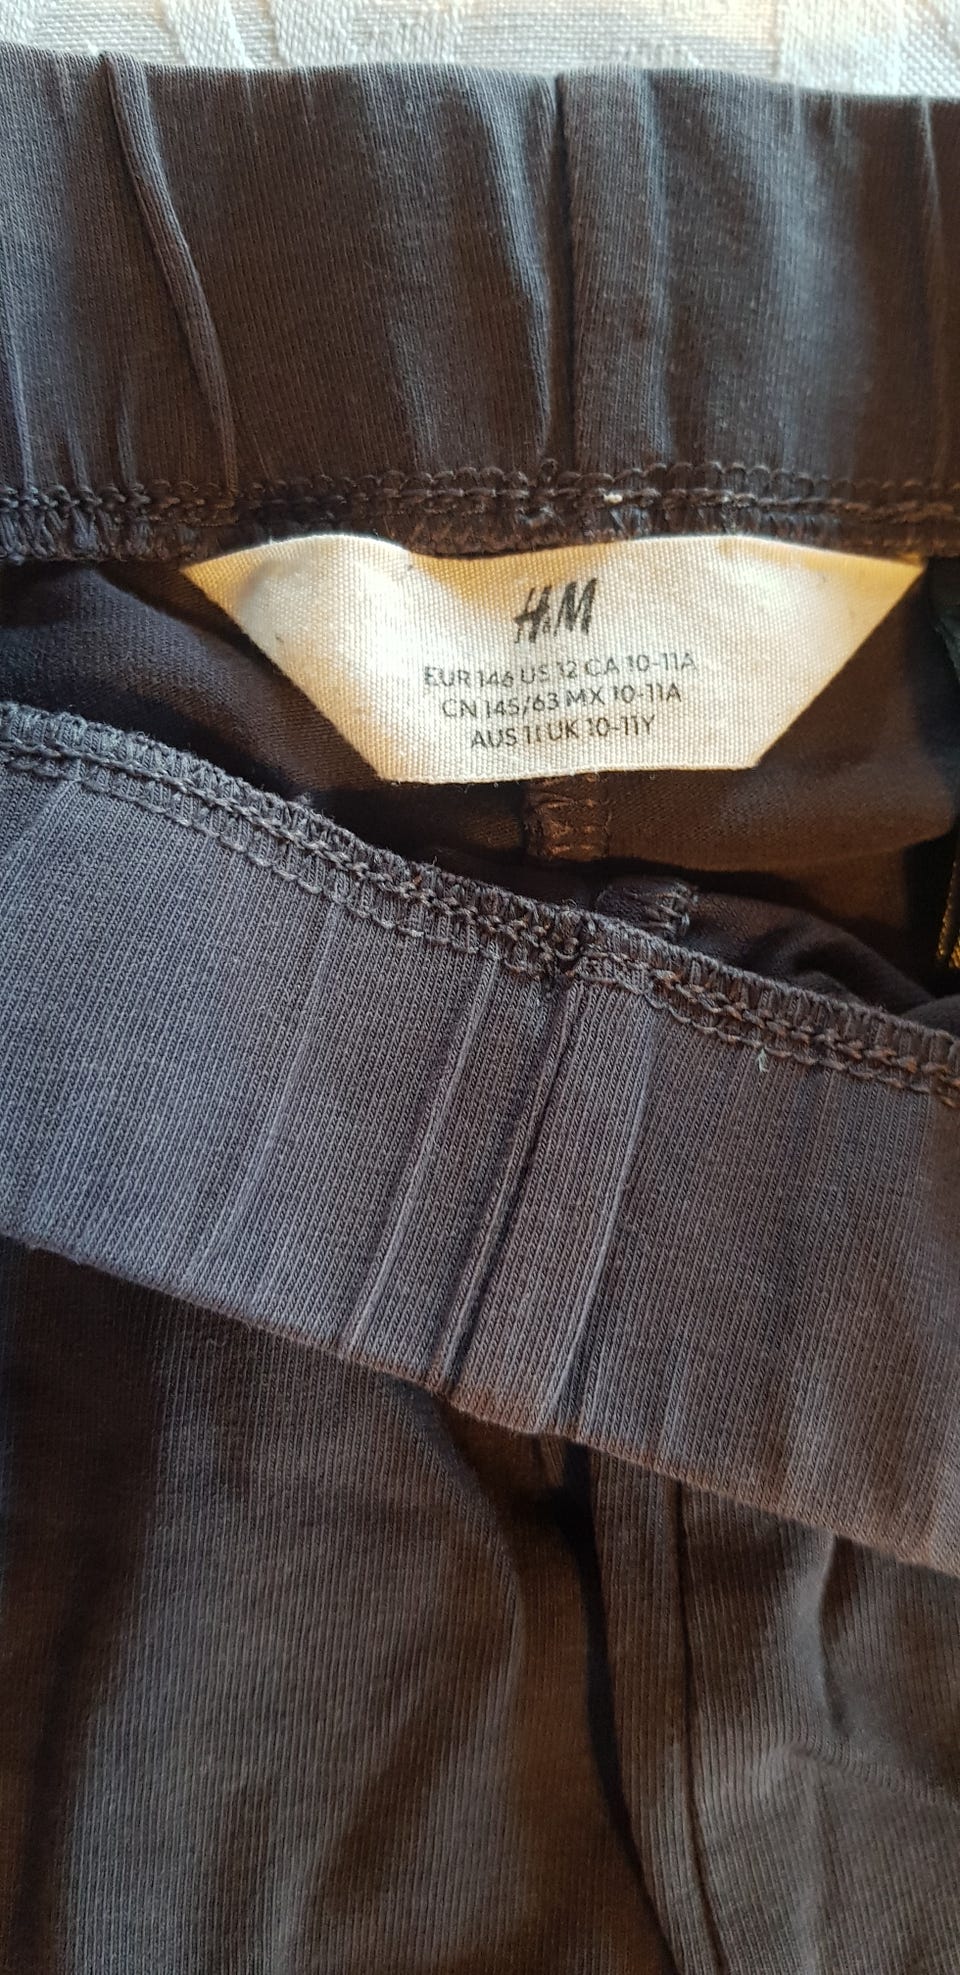 H&M
EUR 146 US 12 CA 10-11A
CN 145/63 MX 10-11A
AUS 11 UK 10-11Y